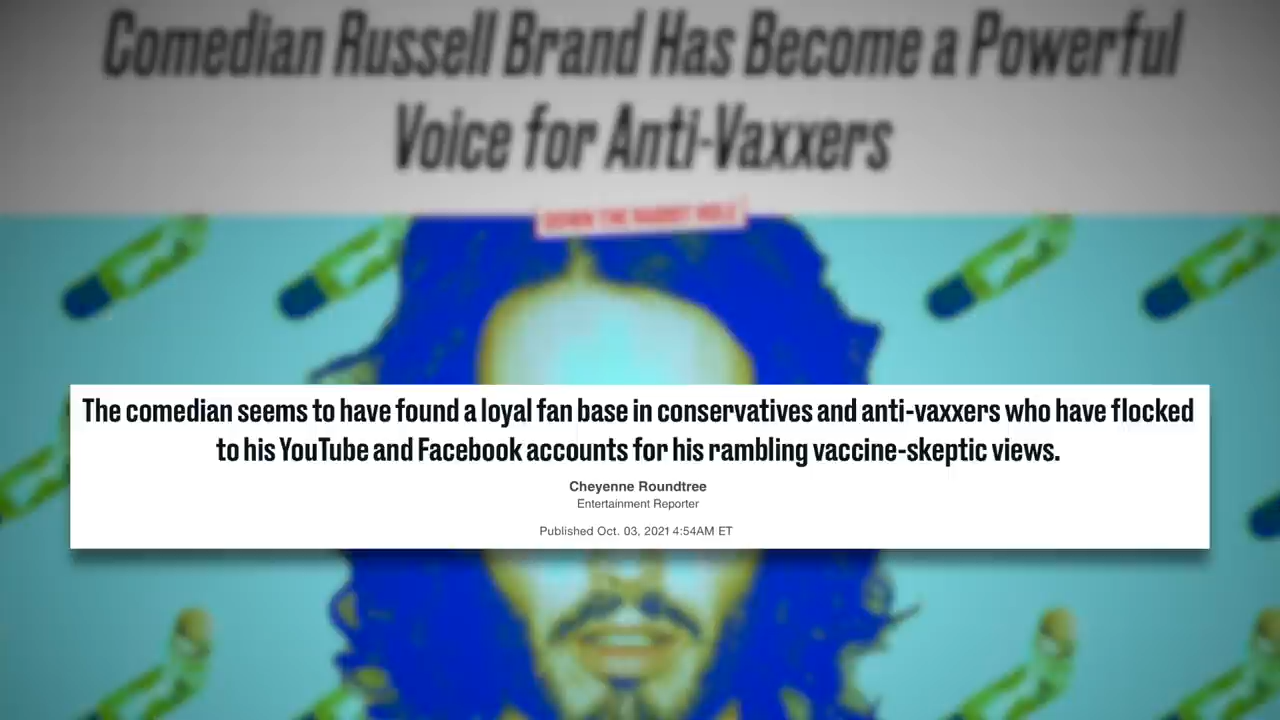 Comedian Russell Brand Has Become a Powerful
Voice for Anti-Vaxxers
DOWN THE RABBIT HOLE
The comedian seems to have found a loyal fan base in conservatives and anti-vaxxers who have flocked
to his YouTube and Facebook accounts for his rambling vaccine-skeptic views.
Cheyenne Roundtree
Entertainment Reporter
Published Oct. 03, 2021 4:54AM ET